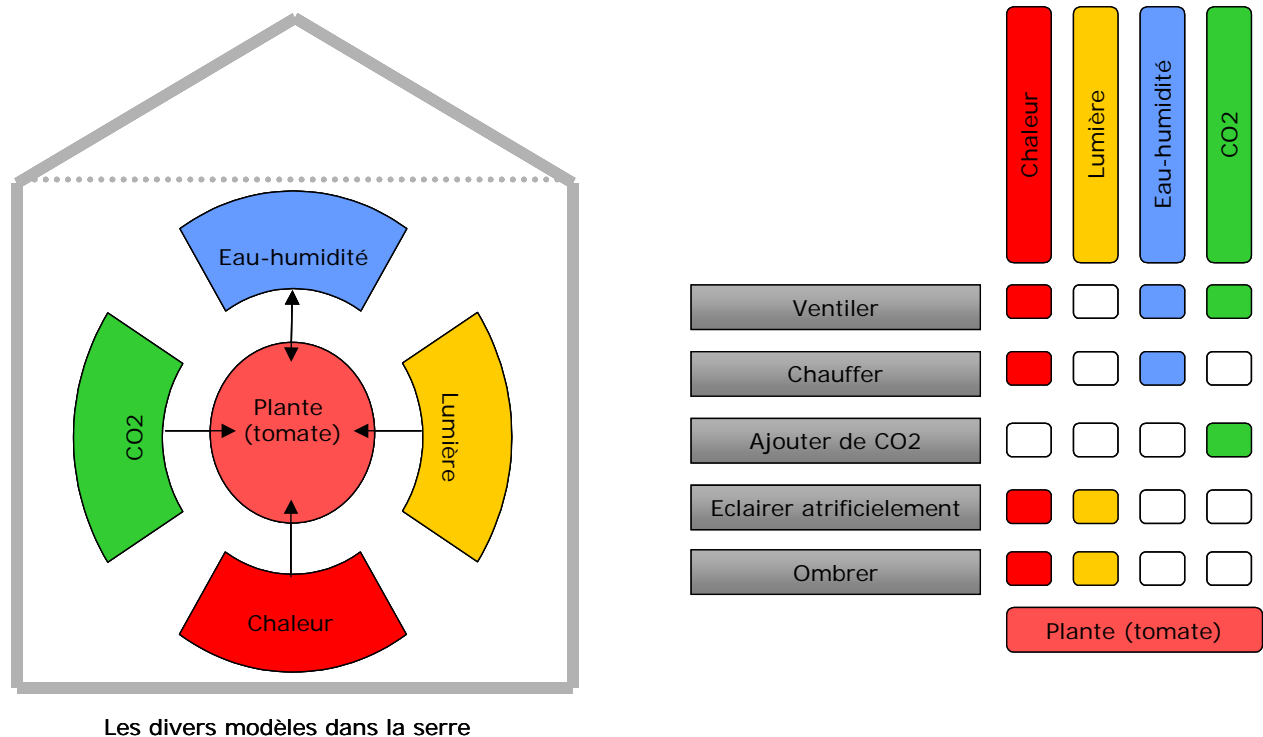 Eau-humidité
CO2
Plante
(tomate)
Lumière
Chaleur
Les divers modèles dans la serre
Chaleur
Lumière
Eau-humidité
CO2
Ventiler
Chauffer
Ajouter de CO2
Eclairer atrificielement
Ombrer
Plante (tomate)